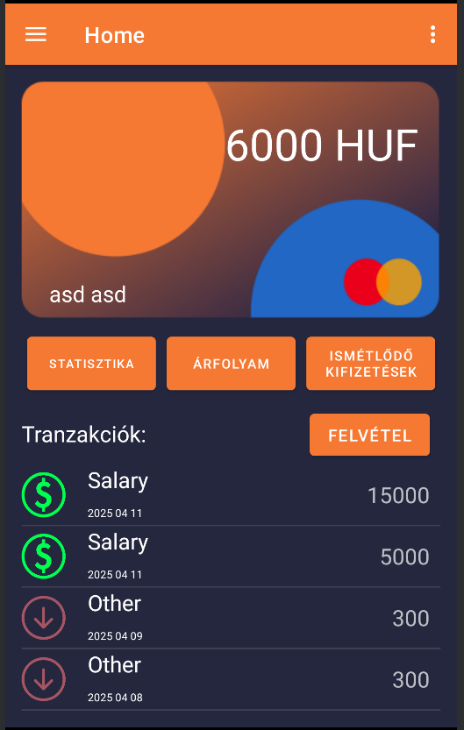 Home
6000 HUF
asd asd
STATISZTIKA
ÁRFOLYAM
ISMÉTLŐDŐ
KIFIZETÉSEK
Tranzakciók:
FELVÉTEL
Salary
15000
2025 04 11
Salary
5000
2025 04 11
Other
300
2025 04 09
Other
300
2025 04 08